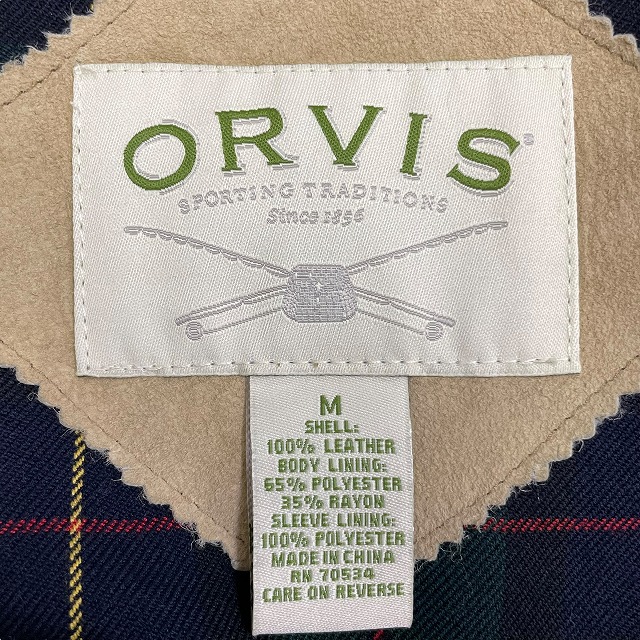 ORVIS
SPORTING TRADITIONS
Since 1856
M
SHELL:
100% LEATHER
BODY LINING:
65% POLYESTER
35% RAYON
SLEEVE LINING:
100% POLYESTER
MADE IN CHINA
RN 70534
CARE ON REVERSE